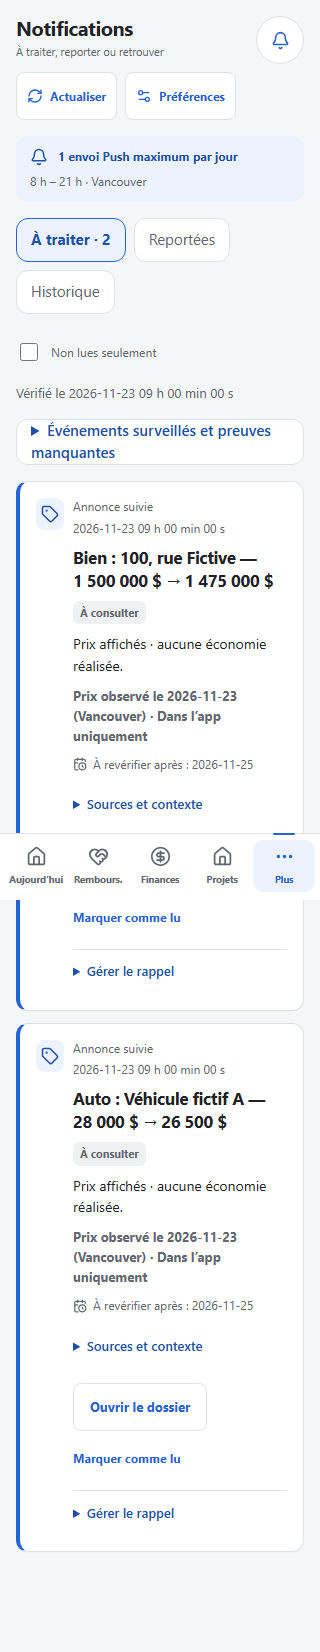 Notifications
À traiter, reporter ou retrouver
Actualiser
Préférences
1 envoi Push maximum par jour
8 h – 21 h · Vancouver
À traiter · 2
Reportées
Historique
Non lues seulement
Vérifié le 2026-11-23 09 h 00 min 00 s
▶ Événements surveillés et preuves
manquantes
Annonce suivie
2026-11-23 09 h 00 min 00 s
Bien : 100, rue Fictive —
1 500 000 $ → 1 475 000 $
À consulter
Prix affichés · aucune économie
réalisée.
Prix observé le 2026-11-23
(Vancouver) · Dans l’app
uniquement
À revérifier après : 2026-11-25
▶ Sources et contexte
Aujourd’hui
Rembours.
Finances
Projets
Plus
Marquer comme lu
▶ Gérer le rappel
Annonce suivie
2026-11-23 09 h 00 min 00 s
Auto : Véhicule fictif A —
28 000 $ → 26 500 $
À consulter
Prix affichés · aucune économie
réalisée.
Prix observé le 2026-11-23
(Vancouver) · Dans l’app
uniquement
À revérifier après : 2026-11-25
▶ Sources et contexte
Ouvrir le dossier
Marquer comme lu
▶ Gérer le rappel